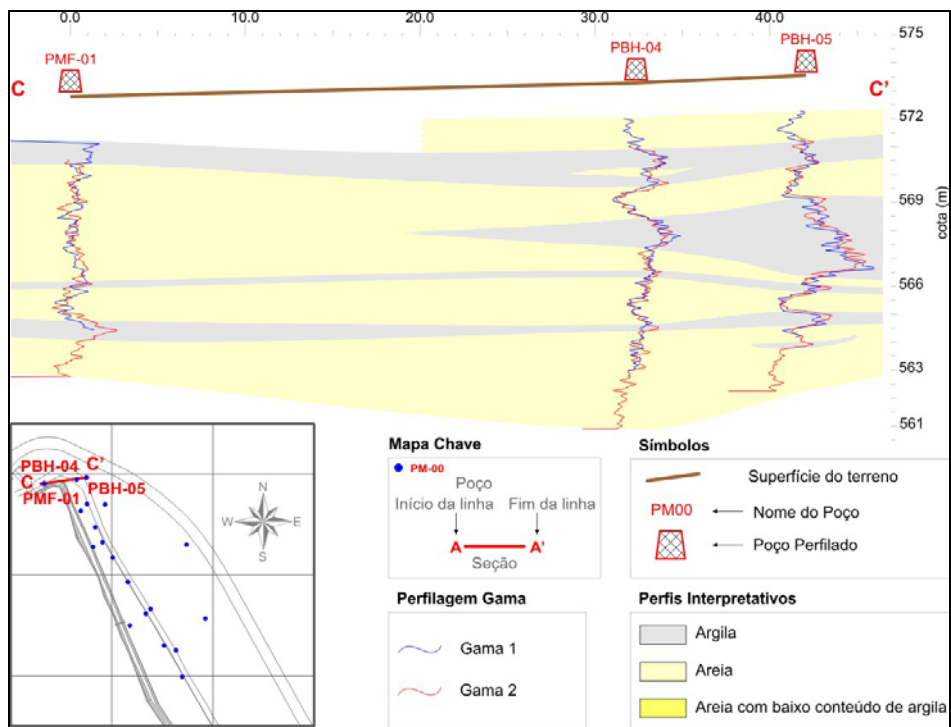 0.0 10.0 20.0 30.0 40.0
575
PMF-01
PBH-04
PBH-05
C
C'
572
569
cota (m)
566
563
561
PBH-04 C'
C
PMF-01 PBH-05
N
W E
S
Mapa Chave
PM-00
Poço
Início da linha Fim da linha
A A'
Seção
Perfilagem Gama
Gama 1
Gama 2
Símbolos
Superfície do terreno
PM00 Nome do Poço
Poço Perfilado
Perfis Interpretativos
Argila
Areia
Areia com baixo conteúdo de argila